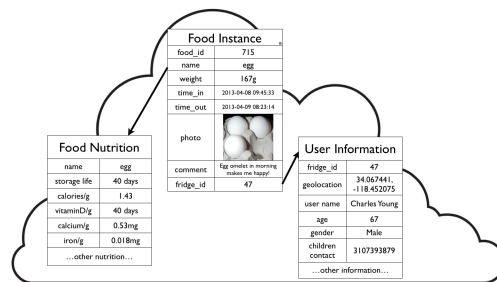 Food Instance
food_id 715
name egg
weight 167g
time_in 2013-04-08 09:45:33
time_out 2013-04-09 08:23:14
photo
comment Egg omelet in morning
makes me happy!
fridge_id 47
Food Nutrition
name egg
storage life 40 days
calories/g 1.43
vitaminD/g 40 days
calcium/g 0.53mg
iron/g 0.018mg
…other nutrition…
User Information
fridge_id 47
geolocation 34.067441,
-118.452075
user name Charles Young
age 67
gender Male
children
contact 3107393879
…other information…